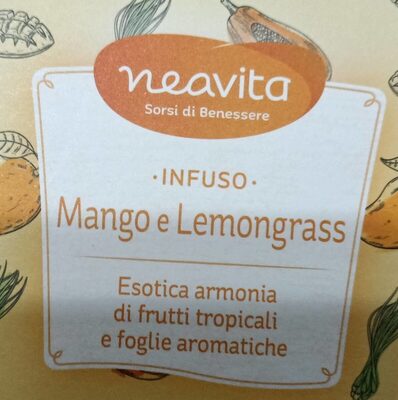 neavita
Sorsi di Benessere
·INFUSO·
Mango e Lemongrass
Esotica armonia
di frutti tropicali
e foglie aromatiche